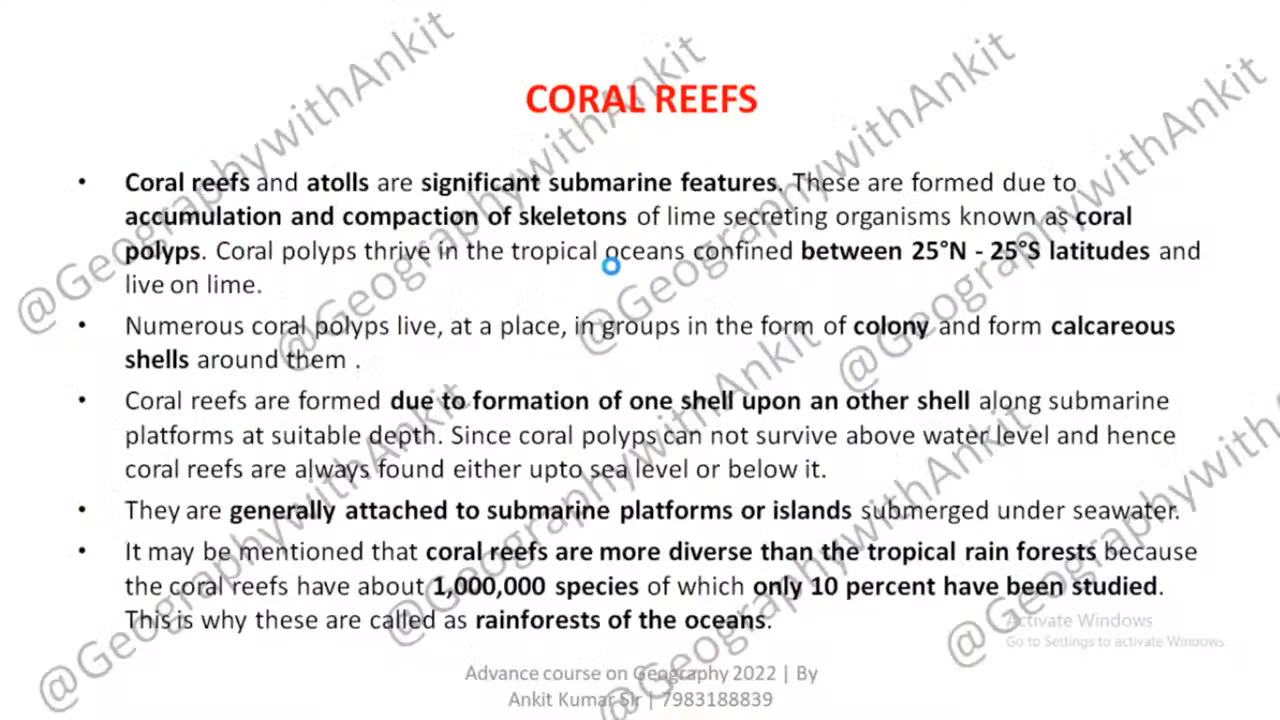 CORAL REEFS
• Coral reefs and atolls are significant submarine features. These are formed due to
accumulation and compaction of skeletons of lime secreting organisms known as coral
polyps. Coral polyps thrive in the tropical oceans confined between 25°N - 25°S latitudes and
live on lime.
• Numerous coral polyps live, at a place, in groups in the form of colony and form calcareous
shells around them .
• Coral reefs are formed due to formation of one shell upon an other shell along submarine
platforms at suitable depth. Since coral polyps can not survive above water level and hence
coral reefs are always found either upto sea level or below it.
• They are generally attached to submarine platforms or islands submerged under seawater.
• It may be mentioned that coral reefs are more diverse than the tropical rain forests because
the coral reefs have about 1,000,000 species of which only 10 percent have been studied.
This is why these are called as rainforests of the oceans.
Activate Windows
Go to Settings to activate Windows.
Advance course on Geography 2022 | By
Ankit Kumar Sir | 7983188839
@GeographywithAnkit
@GeographywithAnkit
@GeographywithAnkit
@GeographywithAnkit
@GeographywithAnkit
@GeographywithAnkit
@GeographywithAnkit
@Geographywith